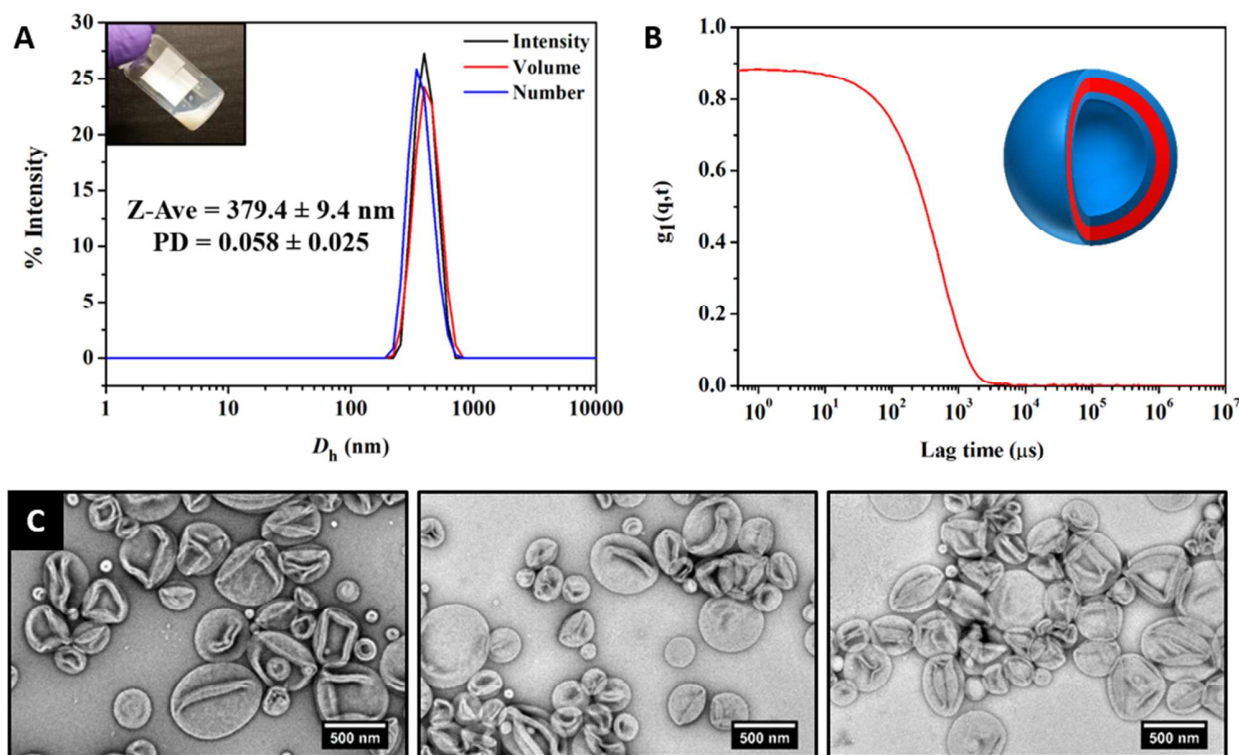 A
30
25
20
15
10
5
0
% Intensity
Intensity
Volume
Number
Z-Ave = 379.4 ± 9.4 nm
PD = 0.058 ± 0.025
1
10
100
1000
10000
Dh (nm)
B
1.0
0.8
0.6
0.4
0.2
0.0
g1(q,t)
10^0
10^1
10^2
10^3
10^4
10^5
10^6
10^7
Lag time (μs)
C
500 nm
500 nm
500 nm